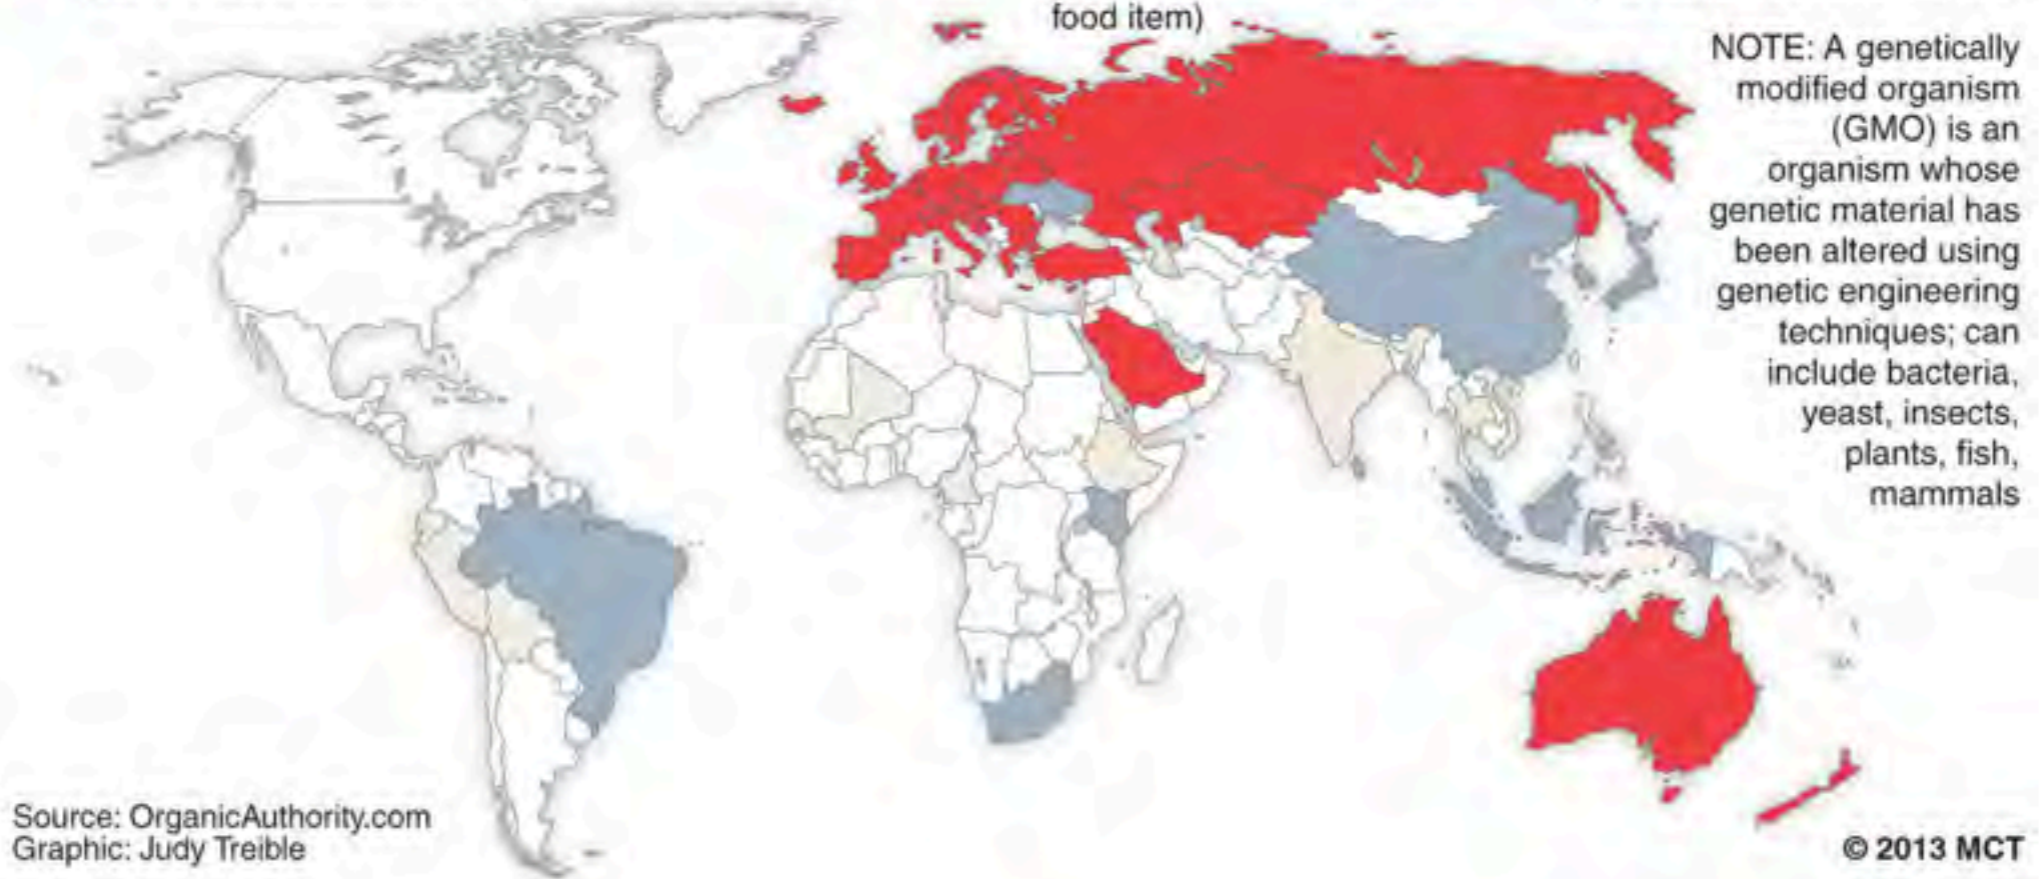 food item)
NOTE: A genetically
modified organism
(GMO) is an
organism whose
genetic material has
been altered using
genetic engineering
techniques; can
include bacteria,
yeast, insects,
plants, fish,
mammals
Source: OrganicAuthority.com
Graphic: Judy Treible
© 2013 MCT